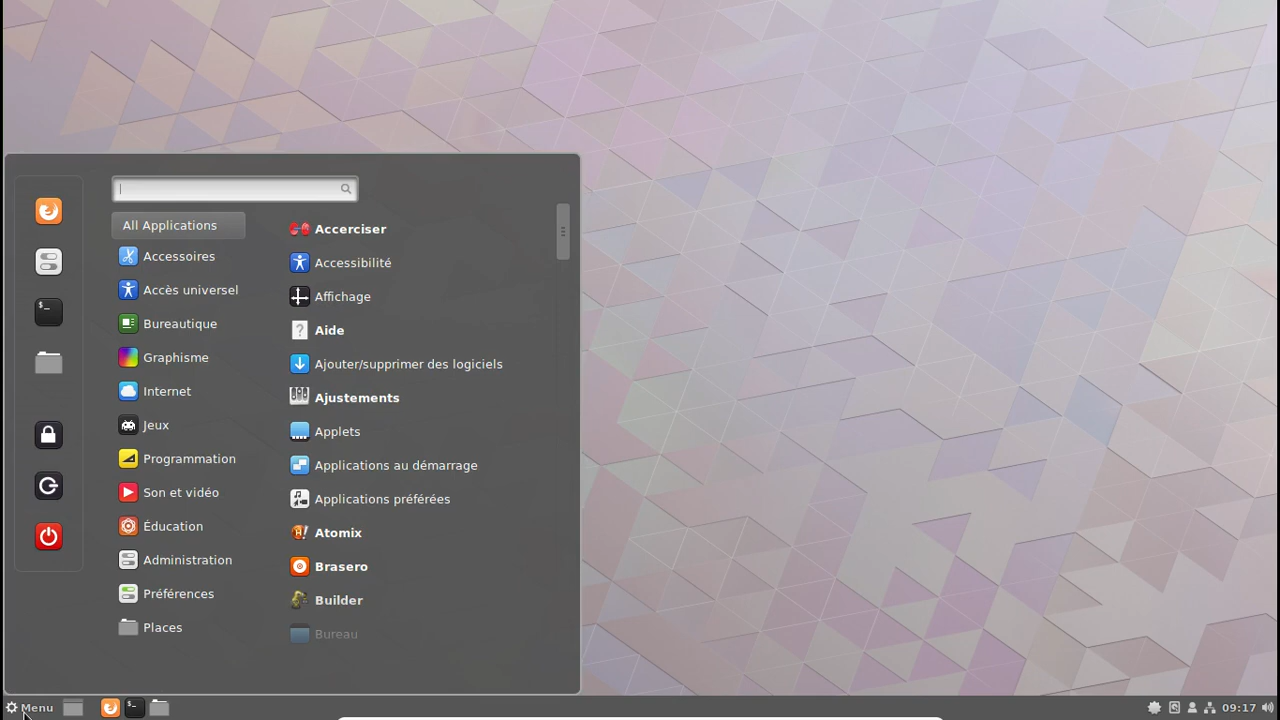 All Applications
Accessoires
Accès universel
Bureautique
Graphisme
Internet
Jeux
Programmation
Son et vidéo
Éducation
Administration
Préférences
Places
Accerciser
Accessibilité
Affichage
Aide
Ajouter/supprimer des logiciels
Ajustements
Applets
Applications au démarrage
Applications préférées
Atomix
Brasero
Builder
Bureau
Menu
09:17